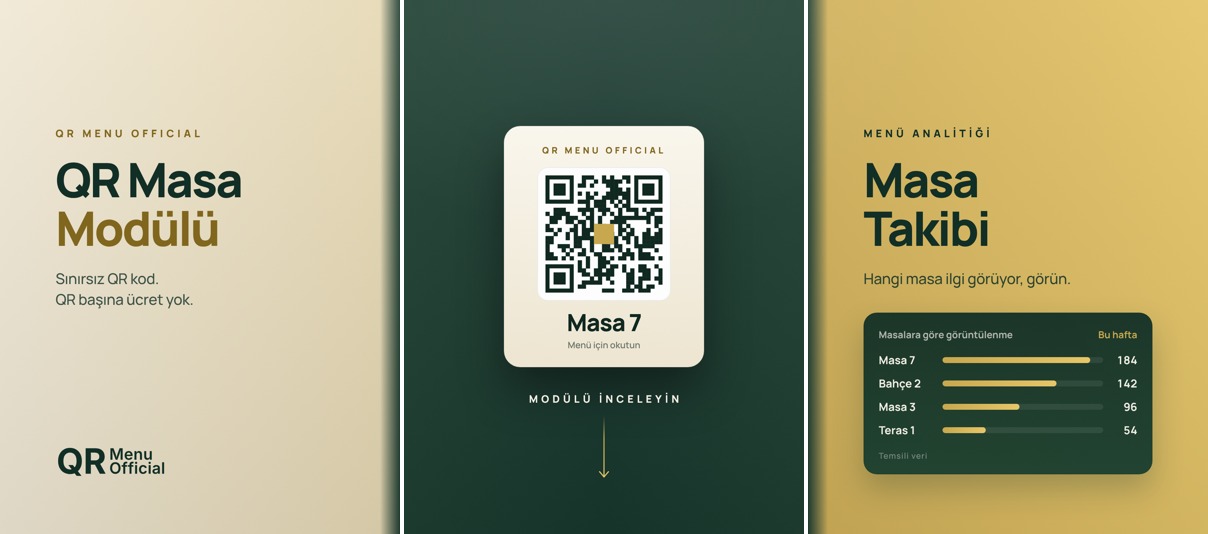 QR MENU OFFICIAL
QR Masa
Modülü
Sınırsız QR kod.
QR başına ücret yok.
QR Menu
Official
QR MENU OFFICIAL
Masa 7
Menü için okutun
MODÜLÜ İNCELEYİN
MENÜ ANALİTİĞİ
Masa
Takibi
Hangi masa ilgi görüyor, görün.
Masalara göre görüntülenme Bu hafta
Masa 7 184
Bahçe 2 142
Masa 3 96
Teras 1 54
Temsili veri